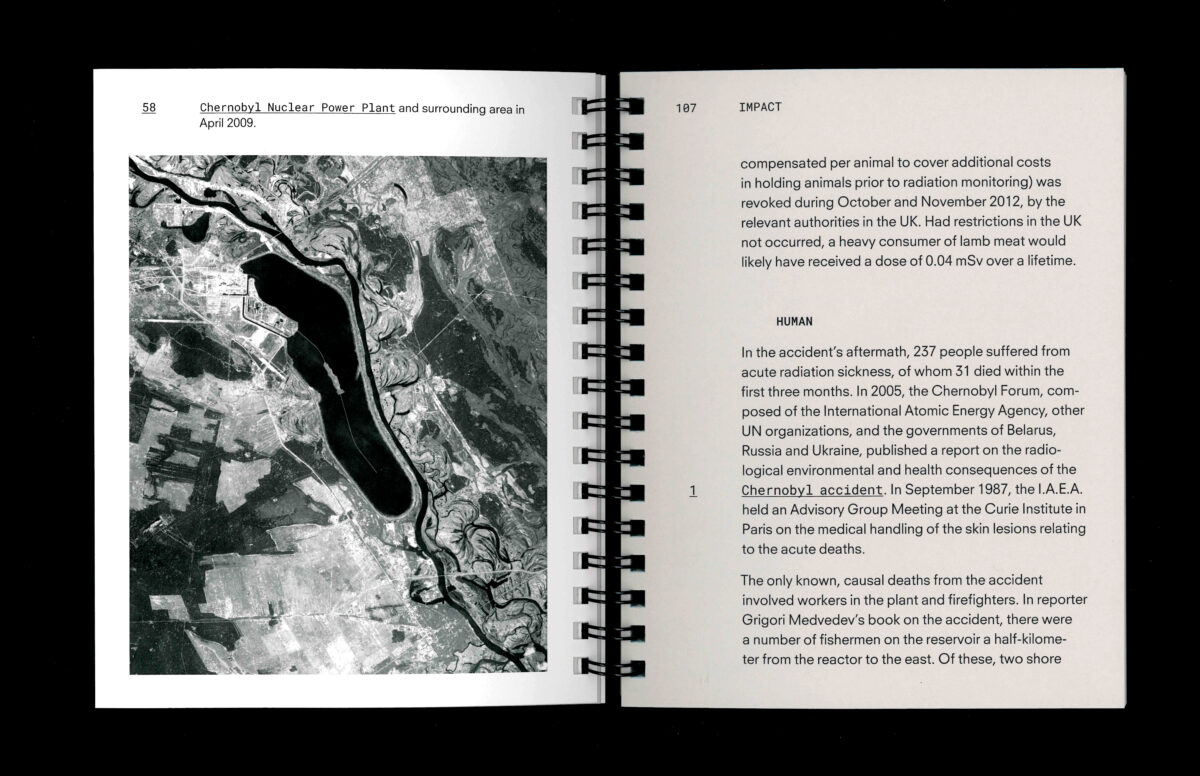 58
Chernobyl Nuclear Power Plant and surrounding area in
April 2009.
107 IMPACT
compensated per animal to cover additional costs
in holding animals prior to radiation monitoring) was
revoked during October and November 2012, by the
relevant authorities in the UK. Had restrictions in the UK
not occurred, a heavy consumer of lamb meat would
likely have received a dose of 0.04 mSv over a lifetime.
HUMAN
In the accident’s aftermath, 237 people suffered from
acute radiation sickness, of whom 31 died within the
first three months. In 2005, the Chernobyl Forum, com-
posed of the International Atomic Energy Agency, other
UN organizations, and the governments of Belarus,
Russia and Ukraine, published a report on the radio-
logical environmental and health consequences of the
1 Chernobyl accident. In September 1987, the I.A.E.A.
held an Advisory Group Meeting at the Curie Institute in
Paris on the medical handling of the skin lesions relating
to the acute deaths.
The only known, causal deaths from the accident
involved workers in the plant and firefighters. In reporter
Grigori Medvedev’s book on the accident, there were
a number of fishermen on the reservoir a half-kilome-
ter from the reactor to the east. Of these, two shore